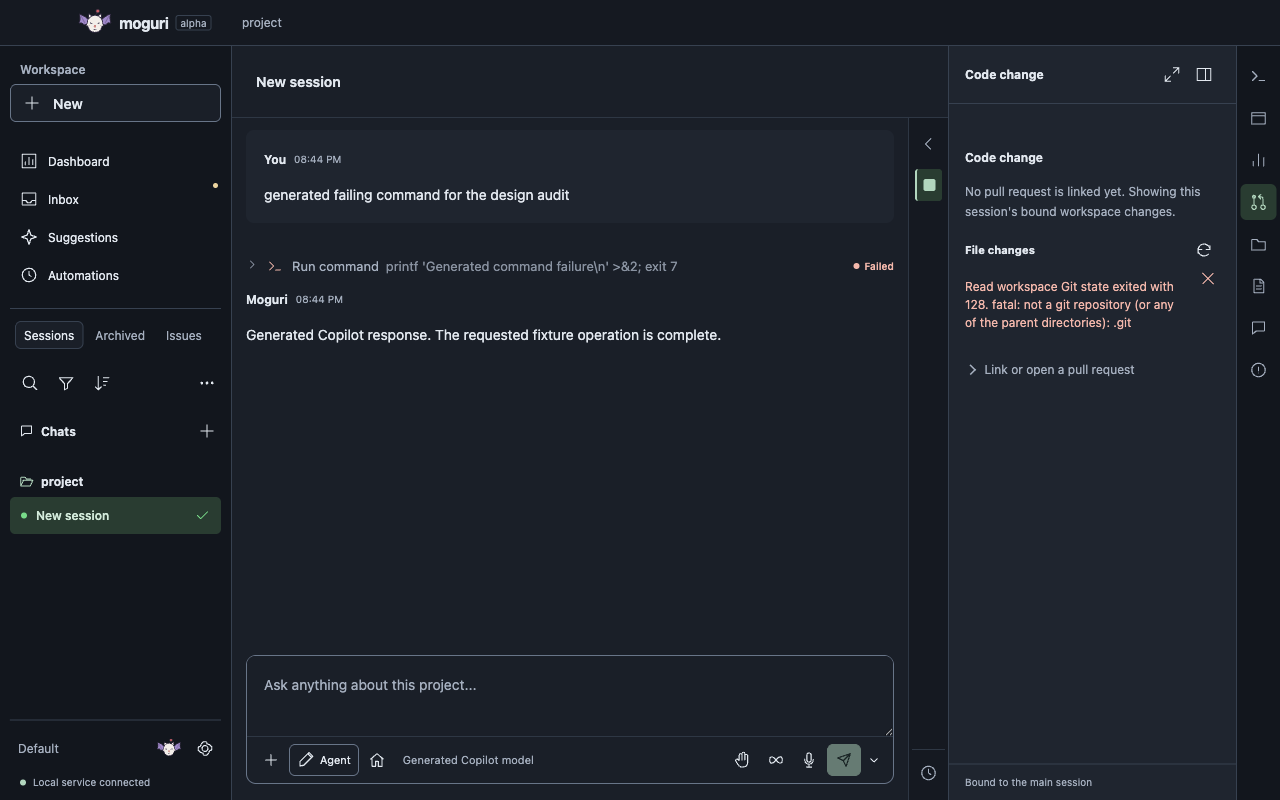 moguri alpha project
Workspace
New
Dashboard
Inbox
Suggestions
Automations
Sessions Archived Issues
Chats
project
New session
Default
Local service connected
New session
You 08:44 PM
generated failing command for the design audit
Run command printf 'Generated command failure\n' >&2; exit 7 Failed
Moguri 08:44 PM
Generated Copilot response. The requested fixture operation is complete.
Ask anything about this project...
Agent Generated Copilot model
Code change
Code change
No pull request is linked yet. Showing this
session's bound workspace changes.
File changes
Read workspace Git state exited with
128. fatal: not a git repository (or any
of the parent directories): .git
Link or open a pull request
Bound to the main session